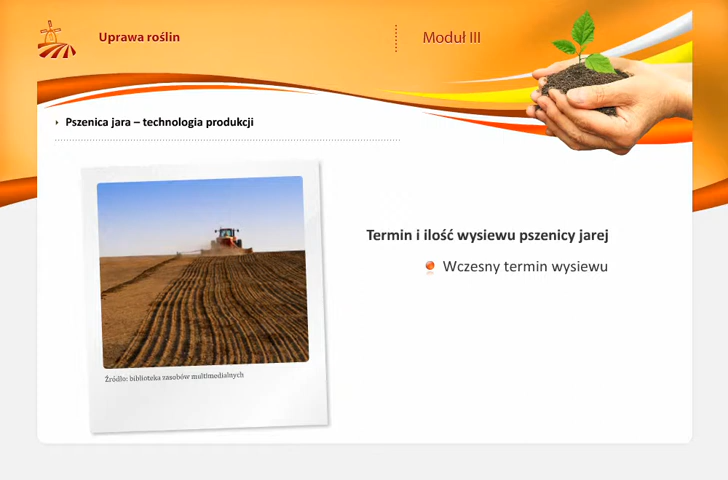 Uprawa roślin
Moduł III
Pszenica jara – technologia produkcji
Termin i ilość wysiewu pszenicy jarej
Wczesny termin wysiewu
Źródło: biblioteka zasobów multimedialnych